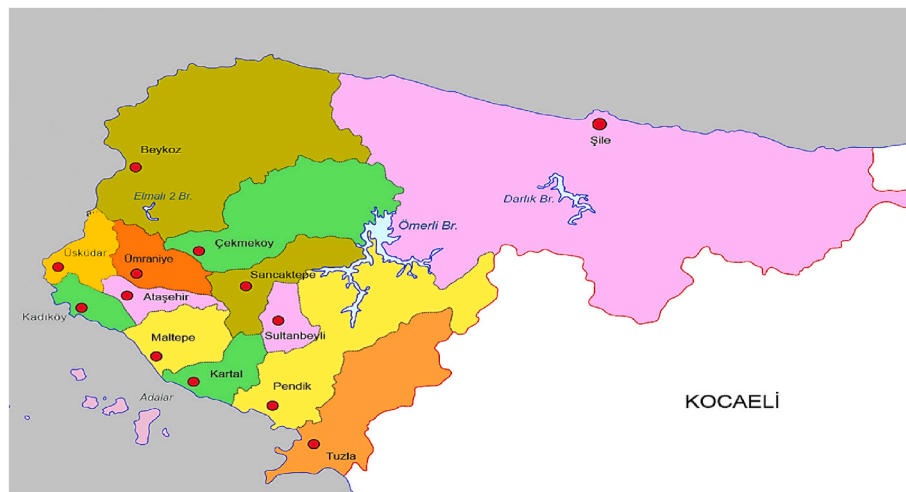 Beykoz
Şile
Elmalı 2 Br.
Darlık Br.
Ömerli Br.
Çekmeköy
Üsküdar
Ümraniye
Sancaktepe
Ataşehir
Kadıköy
Sultanbeyli
Maltepe
Kartal
Pendik
Adalar
KOCAELİ
Tuzla